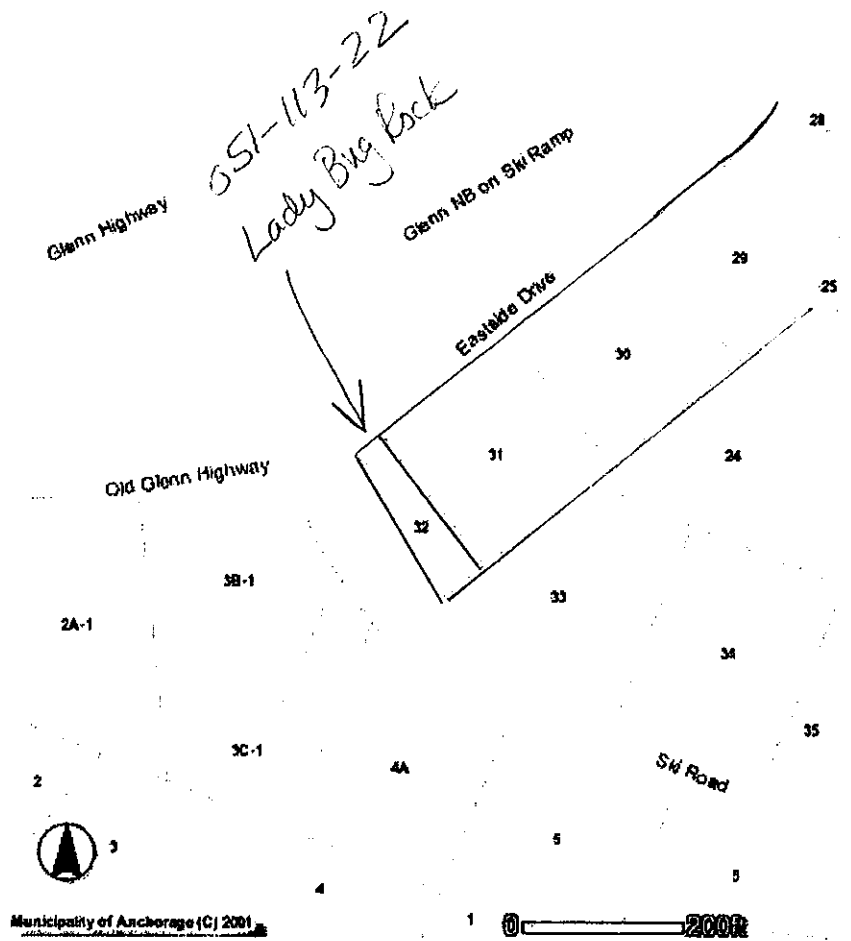 051-113-22
Lady Bug Rock
Glenn Highway
Glenn NB on Ski Ramp
28
29
25
Eastside Drive
30
31
24
Old Glenn Highway
32
3B-1
33
2A-1
34
35
3C-1
4A
Ski Road
2
3
5
5
4
1
Municipality of Anchorage (C) 2001
0 200ft